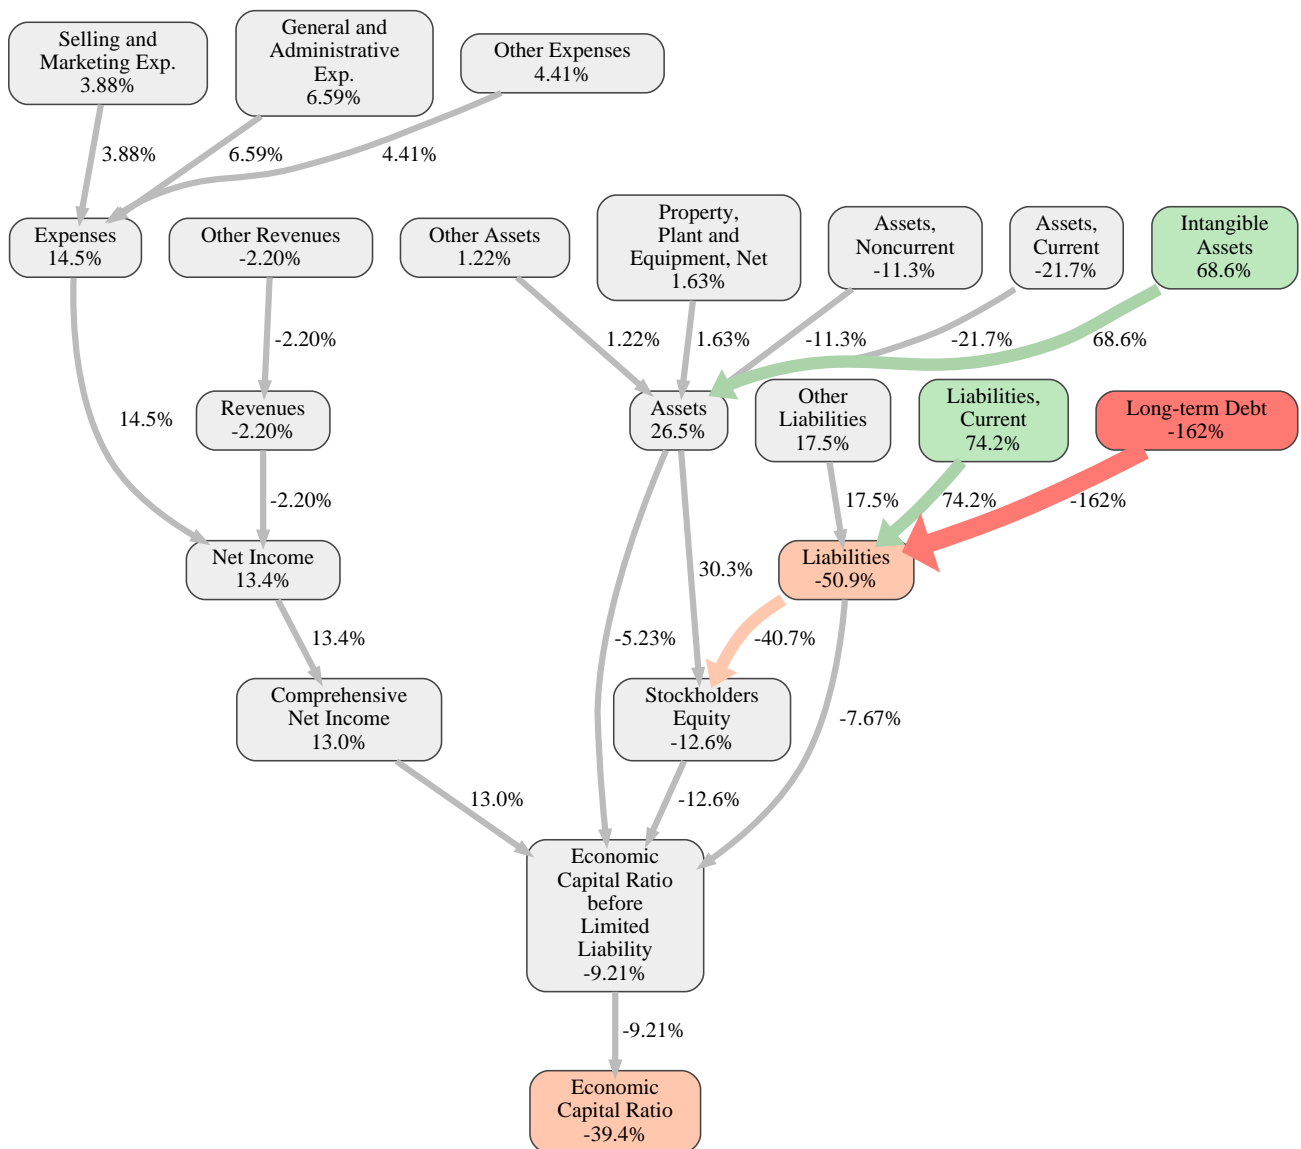 Selling and
Marketing Exp.
3.88%
General and
Administrative
Exp.
6.59%
Other Expenses
4.41%
3.88%
6.59%
4.41%
Expenses
14.5%
Other Revenues
-2.20%
Other Assets
1.22%
Property,
Plant and
Equipment, Net
1.63%
Assets,
Noncurrent
-11.3%
Assets,
Current
-21.7%
Intangible
Assets
68.6%
-2.20%
1.22%
1.63%
-11.3%
-21.7%
68.6%
14.5%
Revenues
-2.20%
Assets
26.5%
Other
Liabilities
17.5%
Liabilities,
Current
74.2%
Long-term Debt
-162%
-2.20%
17.5%
74.2%
-162%
Net Income
13.4%
30.3%
Liabilities
-50.9%
13.4%
-5.23%
-40.7%
Comprehensive
Net Income
13.0%
Stockholders
Equity
-12.6%
-7.67%
13.0%
-12.6%
Economic
Capital Ratio
before
Limited
Liability
-9.21%
-9.21%
Economic
Capital Ratio
-39.4%